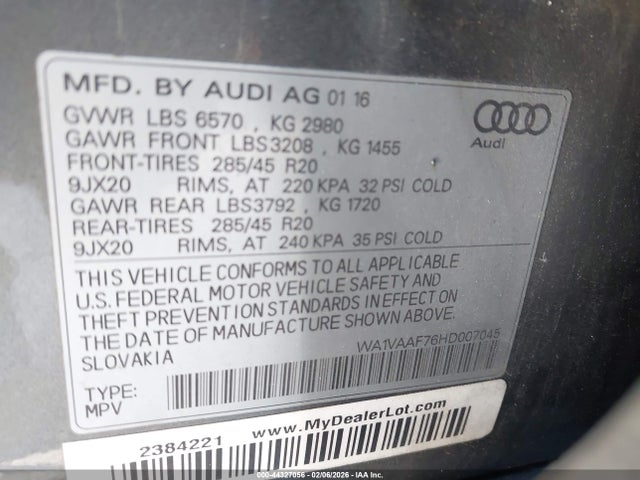 MFD. BY AUDI AG 01 16
GVWR LBS 6570 , KG 2980
GAWR FRONT LBS3208 , KG 1455
FRONT-TIRES 285/45 R20
9JX20 RIMS, AT 220 KPA 32 PSI COLD
GAWR REAR LBS3792 , KG 1720
REAR-TIRES 285/45 R20
9JX20 RIMS, AT 240 KPA 35 PSI COLD
Audi
THIS VEHICLE CONFORMS TO ALL APPLICABLE
U.S. FEDERAL MOTOR VEHICLE SAFETY AND
THEFT PREVENTION STANDARDS IN EFFECT ON
THE DATE OF MANUFACTURE SHOWN ABOVE.
SLOVAKIA
WA1VAAF76HD007045
TYPE:
MPV
2384221 www.MyDealerLot.com
000-44327056 - 02/06/2026 - IAA Inc.